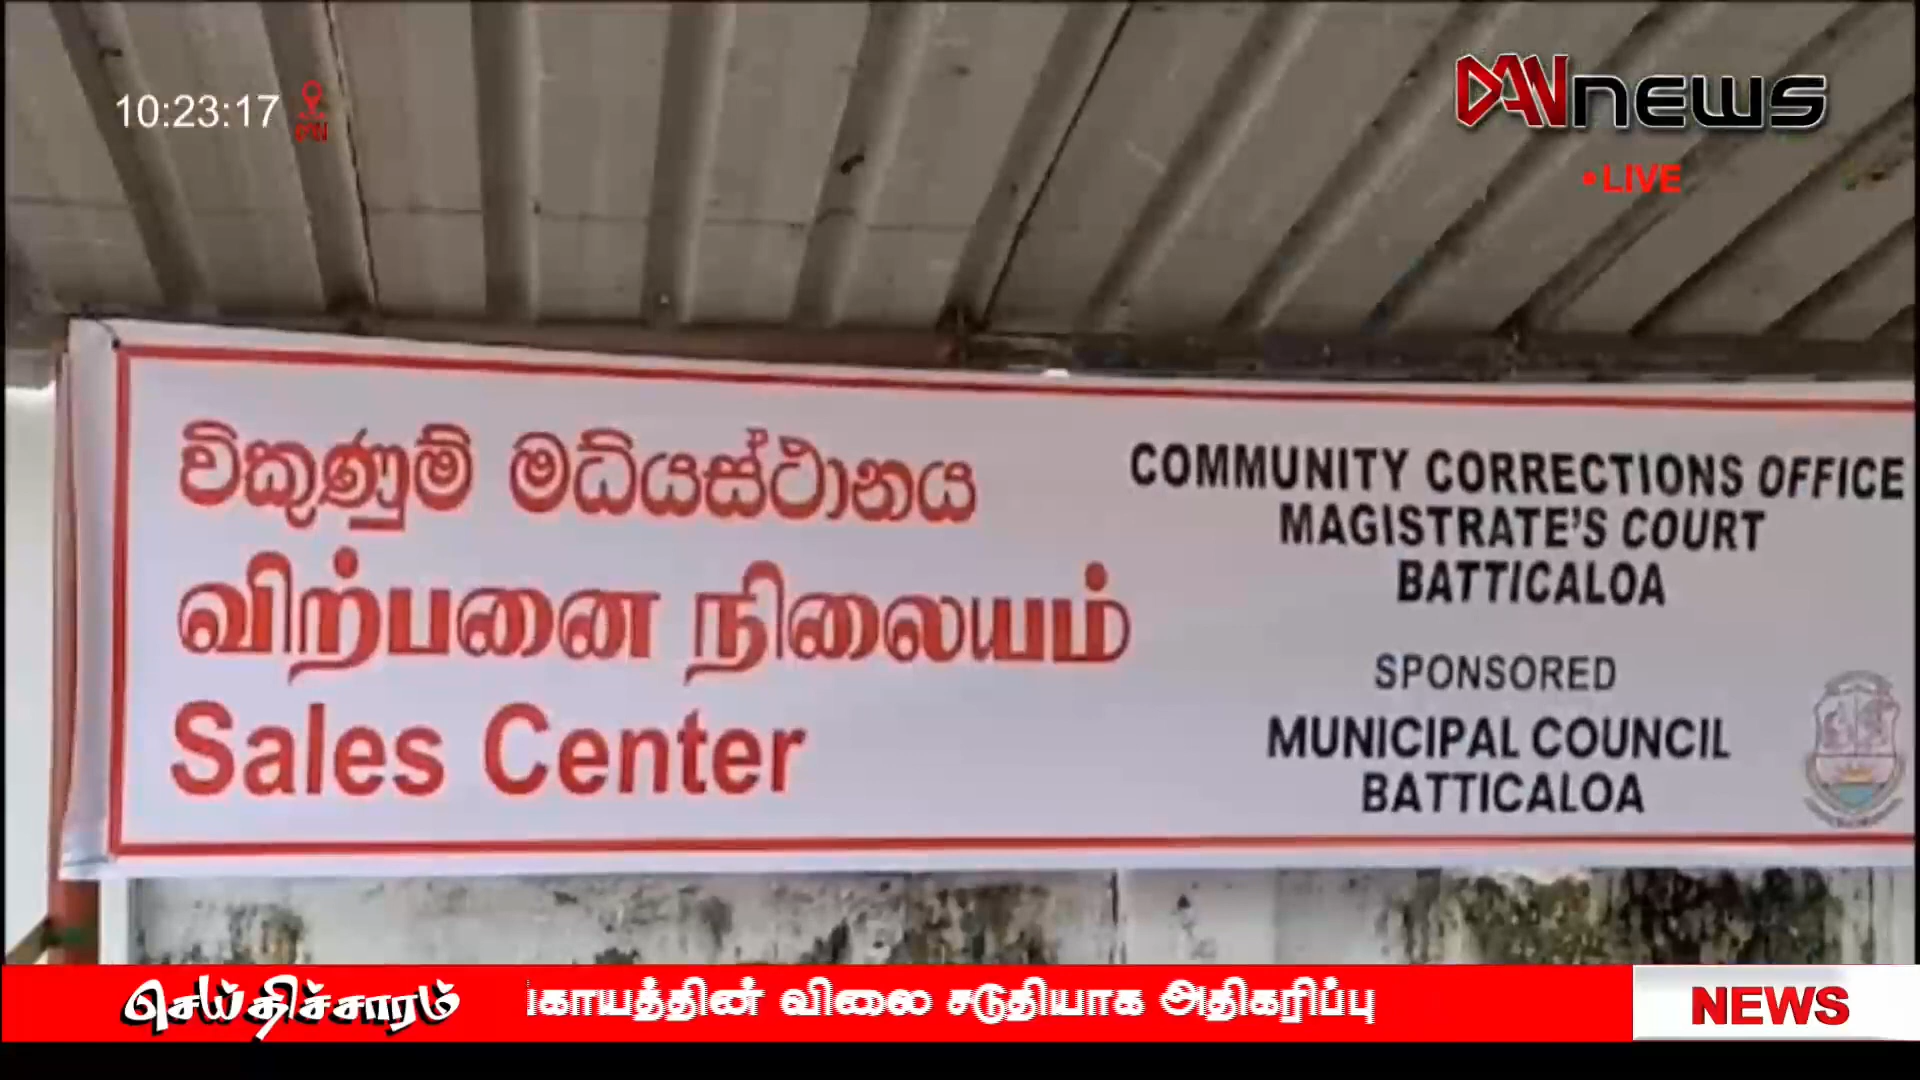 10:23:17
DAN NEWS
• LIVE
විකුණුම් මධ්‍යස්ථානය
விற்பனை நிலையம்
Sales Center
COMMUNITY CORRECTIONS OFFICE
MAGISTRATE'S COURT
BATTICALOA
SPONSORED
MUNICIPAL COUNCIL
BATTICALOA
செய்திச்சாரம்
விலை சடுதியாக அதிகரிப்பு
NEWS